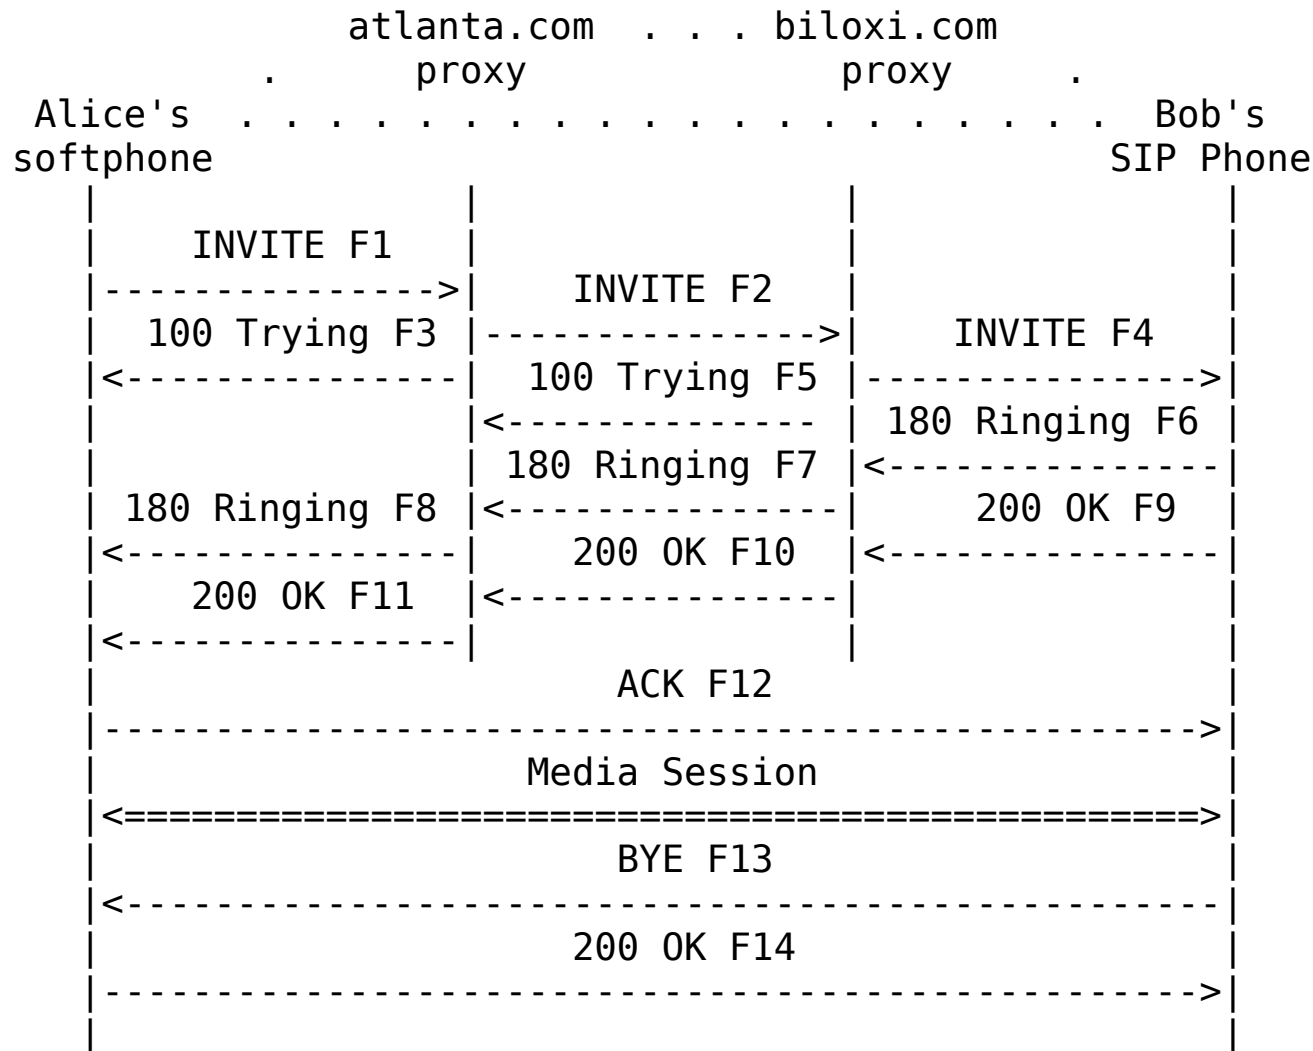 atlanta.com . . . biloxi.com
. proxy proxy .
Alice's . . . . . . . . . . . . . . . . . . . . Bob's
softphone SIP Phone
| | | |
| INVITE F1 | | |
|--------------->| INVITE F2 | |
| 100 Trying F3 |--------------->| INVITE F4 |
|<---------------| 100 Trying F5 |--------------->|
| |<-------------- | 180 Ringing F6 |
| | 180 Ringing F7 |<---------------|
| 180 Ringing F8 |<---------------| 200 OK F9 |
|<---------------| 200 OK F10 |<---------------|
| 200 OK F11 |<---------------| |
|<---------------| | |
| ACK F12 |
|------------------------------------------------->|
| Media Session |
|<================================================>|
| BYE F13 |
|<-------------------------------------------------|
| 200 OK F14 |
|------------------------------------------------->|
| |